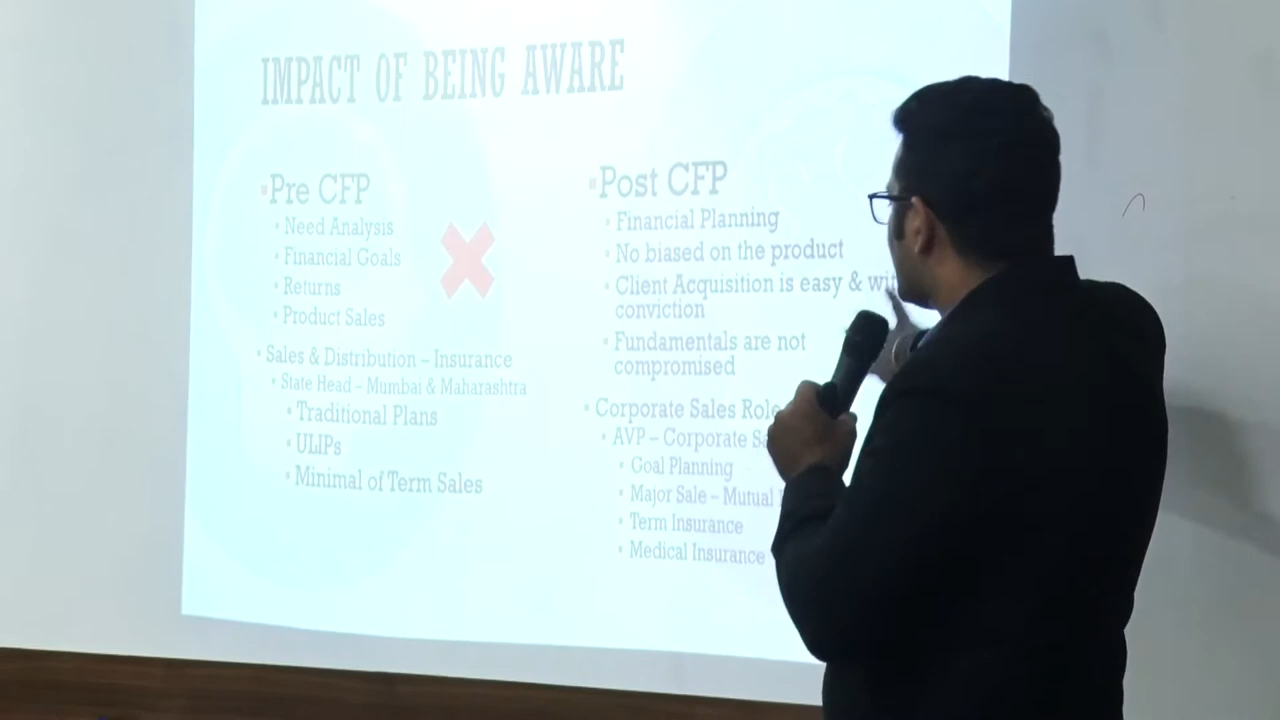 IMPACT OF BEING AWARE
Pre CFP
Need Analysis
Financial Goals
Returns
Product Sales
Sales & Distribution – Insurance
State Head – Mumbai & Maharashtra
Traditional Plans
ULIPs
Minimal of Term Sales
Post CFP
Financial Planning
No biased on the product
Client Acquisition is easy &
conviction
Fundamentals are not
compromised
Corporate Sales Role
AVP – Corporate
Goal Planning
Major Sale – Mutual
Term Insurance
Medical Insurance